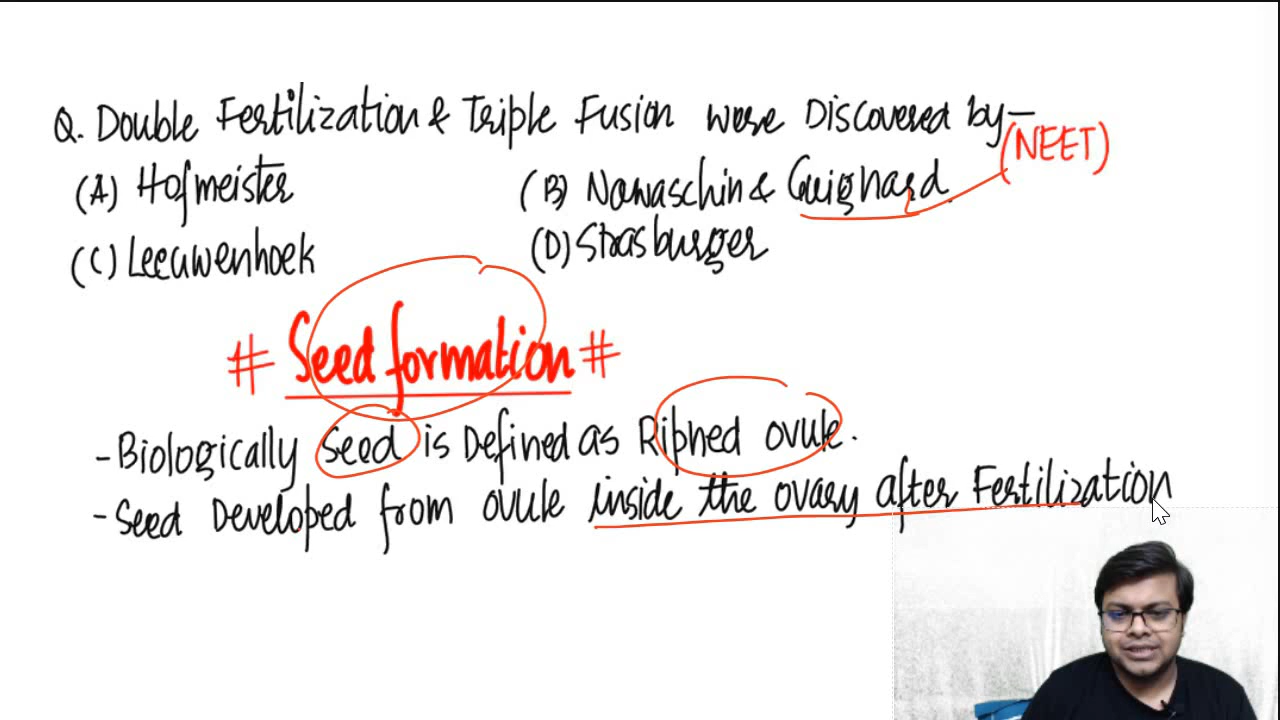 Q. Double Fertilization & Triple Fusion were Discovered by-
(NEET)
(A) Hofmeister (B) Nawaschin & Guignard
(C) Leeuwenhoek (D) Strasburger
# Seed formation #
- Biologically Seed is Defined as Ripned ovule.
- Seed Developed from ovule inside the ovary after Fertilization